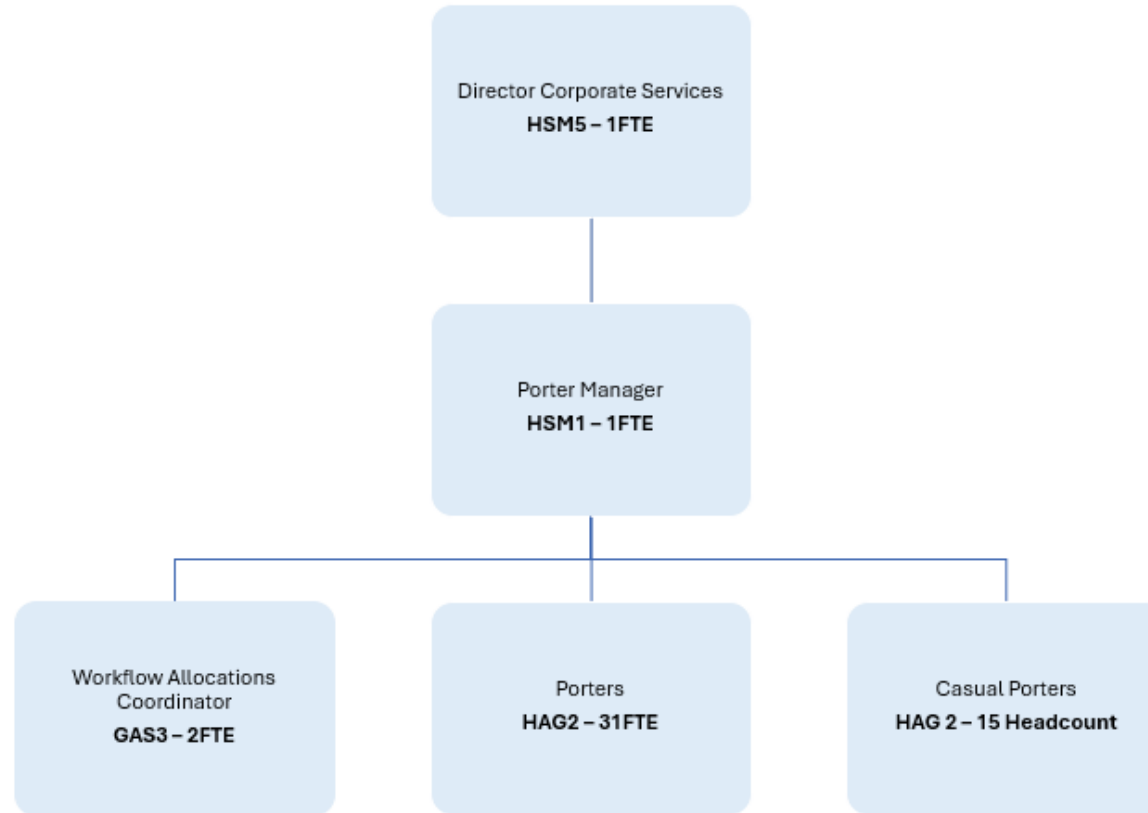 Director Corporate Services
HSM5 – 1FTE
Porter Manager
HSM1 – 1FTE
Workflow Allocations
Coordinator
GAS3 – 2FTE
Porters
HAG2 – 31FTE
Casual Porters
HAG 2 – 15 Headcount